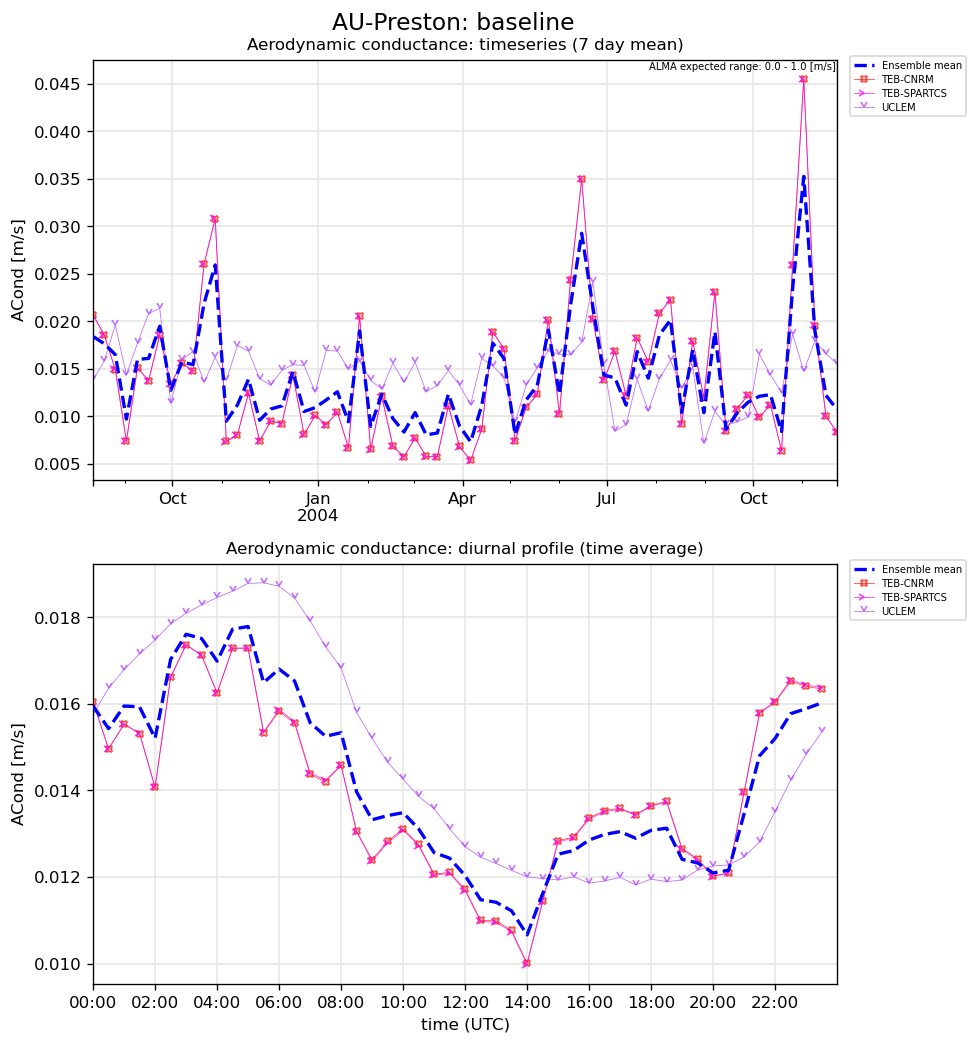 AU-Preston: baseline
Aerodynamic conductance: timeseries (7 day mean)
ALMA expected range: 0.0 - 1.0 [m/s]
Ensemble mean
TEB-CNRM
TEB-SPARTCS
UCLEM
ACond [m/s]
0.045
0.040
0.035
0.030
0.025
0.020
0.015
0.010
0.005
Oct Jan Apr Jul Oct
2004
Aerodynamic conductance: diurnal profile (time average)
Ensemble mean
TEB-CNRM
TEB-SPARTCS
UCLEM
ACond [m/s]
0.018
0.016
0.014
0.012
0.010
00:00 02:00 04:00 06:00 08:00 10:00 12:00 14:00 16:00 18:00 20:00 22:00
time (UTC)